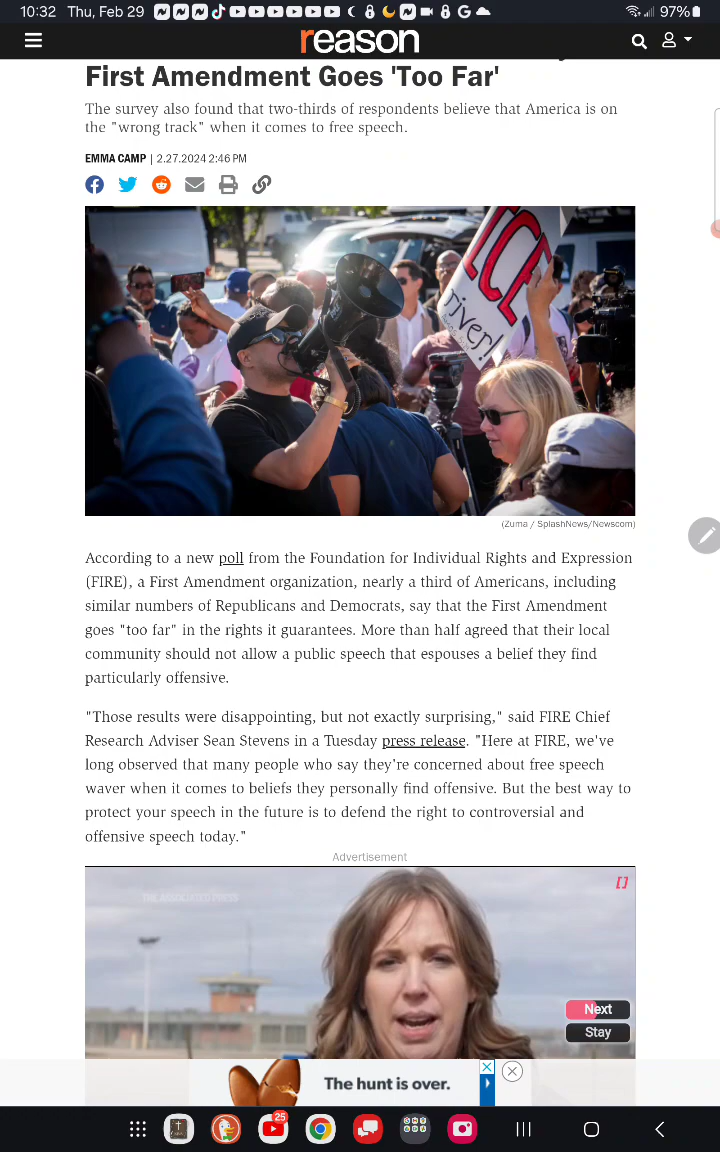 10:32 Thu, Feb 29
97%
reason
First Amendment Goes 'Too Far'
The survey also found that two-thirds of respondents believe that America is on
the "wrong track" when it comes to free speech.
EMMA CAMP | 2.27.2024 2:46 PM
ICE
river!
(Zuma / SplashNews/Newscom)
According to a new poll from the Foundation for Individual Rights and Expression
(FIRE), a First Amendment organization, nearly a third of Americans, including
similar numbers of Republicans and Democrats, say that the First Amendment
goes "too far" in the rights it guarantees. More than half agreed that their local
community should not allow a public speech that espouses a belief they find
particularly offensive.
"Those results were disappointing, but not exactly surprising," said FIRE Chief
Research Adviser Sean Stevens in a Tuesday press release. "Here at FIRE, we've
long observed that many people who say they're concerned about free speech
waver when it comes to beliefs they personally find offensive. But the best way to
protect your speech in the future is to defend the right to controversial and
offensive speech today."
Advertisement
THE ASSOCIATED PRESS
Next
Stay
The hunt is over.
25